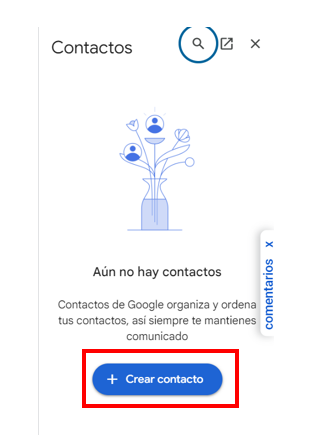 Contactos
Aún no hay contactos
Contactos de Google organiza y ordena
tus contactos, así siempre te mantienes
comunicado
+ Crear contacto
comentarios x